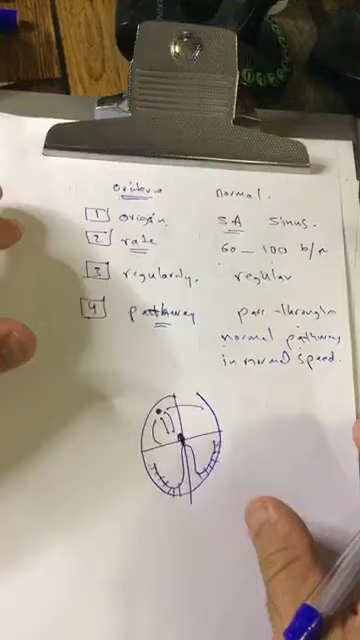 criteria normal.
1 origin SA sinus.
2 rate 60 - 100 b/m
3 regularity. regular
4 pathway pass through
normal pathway
in normal speed.